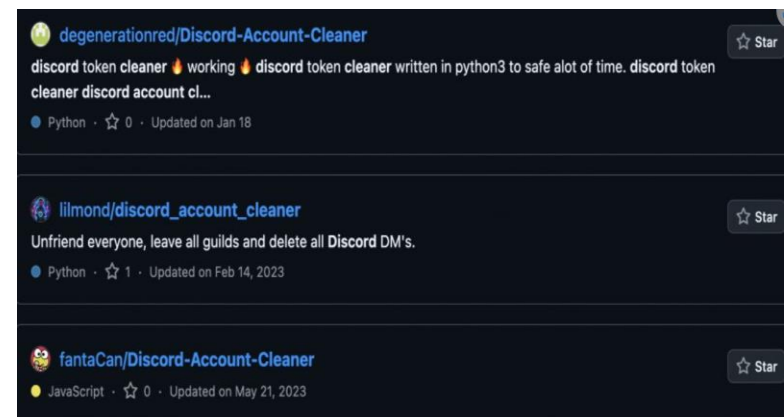 degenerationred/Discord-Account-Cleaner
Star
discord token cleaner 🔥 working 🔥 discord token cleaner written in python3 to safe alot of time. discord token
cleaner discord account cl...
Python · 0 · Updated on Jan 18
lilmond/discord_account_cleaner
Star
Unfriend everyone, leave all guilds and delete all Discord DM's.
Python · 1 · Updated on Feb 14, 2023
fantaCan/Discord-Account-Cleaner
Star
JavaScript · 0 · Updated on May 21, 2023